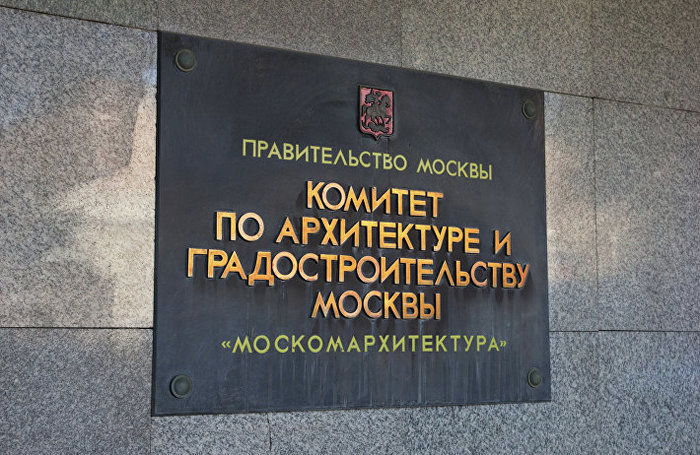 ПРАВИТЕЛЬСТВО МОСКВЫ
КОМИТЕТ
ПО АРХИТЕКТУРЕ И
ГРАДОСТРОИТЕЛЬСТВУ
МОСКВЫ
«МОСКОМАРХИТЕКТУРА»